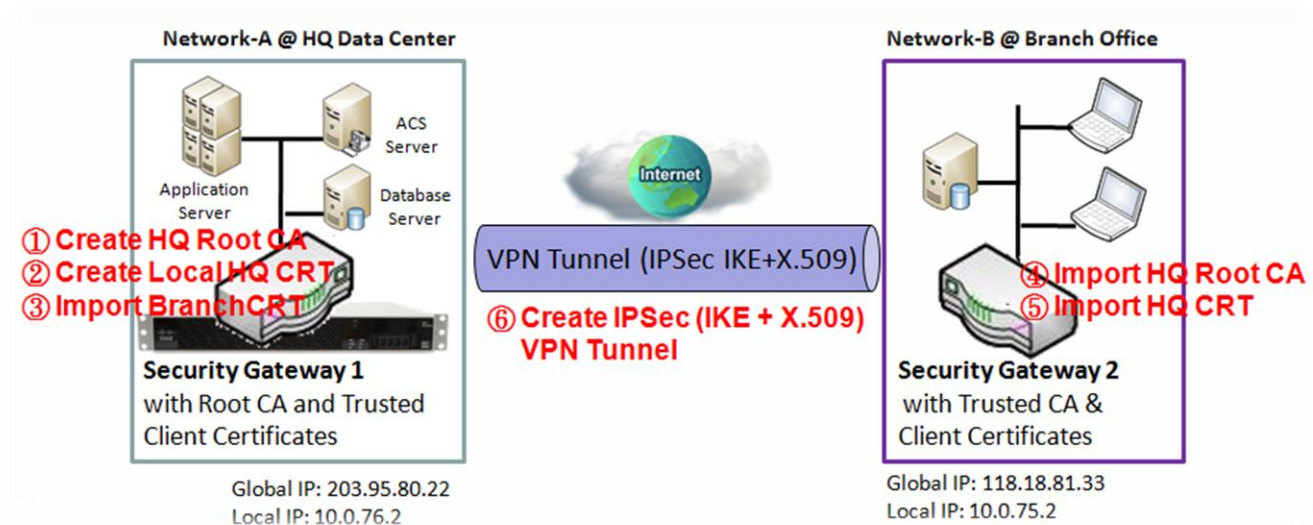 Network-A @ HQ Data Center
Application
Server
ACS
Server
Database
Server
① Create HQ Root CA
② Create Local HQ CRT
③ Import BranchCRT
Security Gateway 1
with Root CA and Trusted
Client Certificates
Global IP: 203.95.80.22
Local IP: 10.0.76.2
Internet
VPN Tunnel (IPSec IKE+X.509)
⑥ Create IPSec (IKE + X.509)
VPN Tunnel
Network-B @ Branch Office
④ Import HQ Root CA
⑤ Import HQ CRT
Security Gateway 2
with Trusted CA &
Client Certificates
Global IP: 118.18.81.33
Local IP: 10.0.75.2